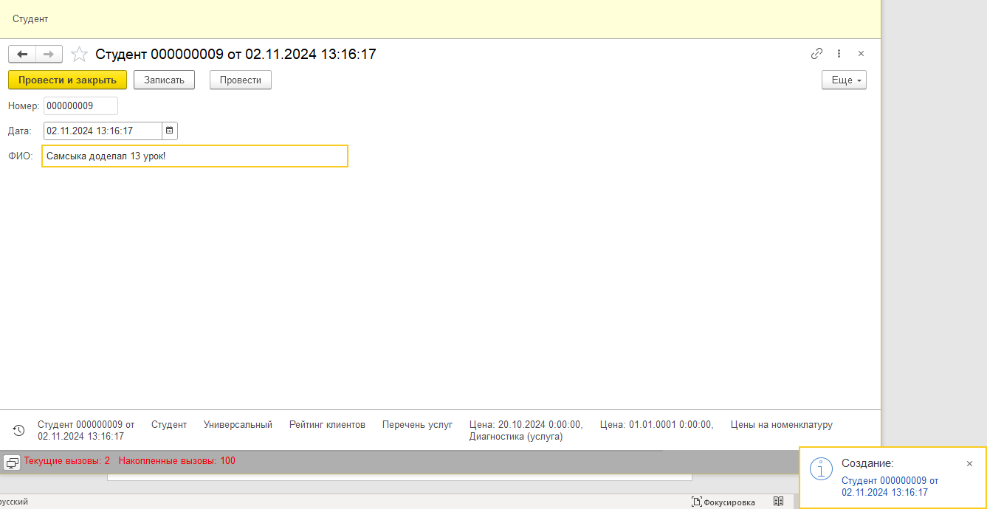 Студент
Студент 000000009 от 02.11.2024 13:16:17
Провести и закрыть Записать Провести Еще
Номер: 000000009
Дата: 02.11.2024 13:16:17
ФИО: Самсыка доделал 13 урок!
Студент 000000009 от 02.11.2024 13:16:17 Студент Универсальный Рейтинг клиентов Перечень услуг Цена: 20.10.2024 0:00:00, Диагностика (услуга) Цена: 01.01.0001 0:00:00, Цены на номенклатуру
Текущие вызовы: 2 Накопленные вызовы: 100
Создание:
Студент 000000009 от
02.11.2024 13:16:17
русский Фокусировка